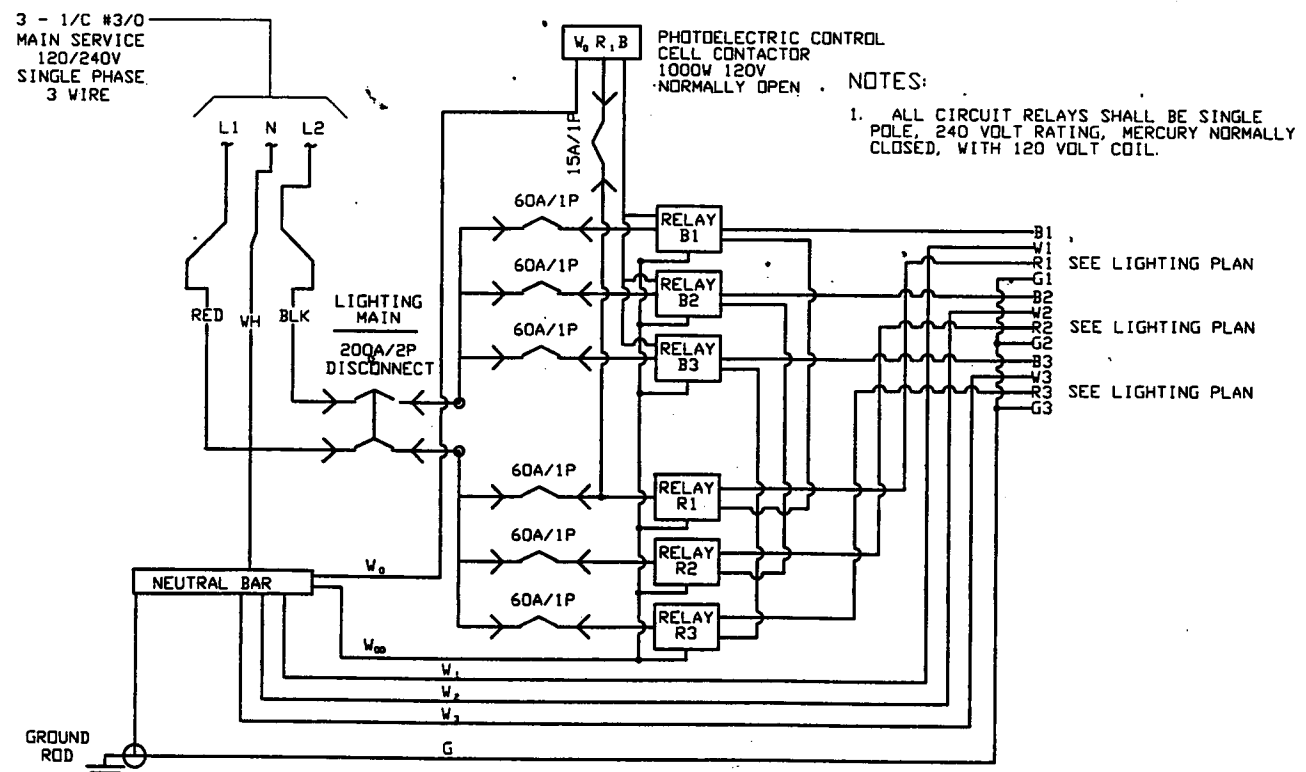 3 - 1/C #3/0
MAIN SERVICE
120/240V
SINGLE PHASE
3 WIRE
L1 N L2
RED
WH
BLK
LIGHTING
MAIN
200A/2P
DISCONNECT
W₀ R₁ B
PHOTOELECTRIC CONTROL
CELL CONTACTOR
1000W 120V
NORMALLY OPEN
NOTES:
1. ALL CIRCUIT RELAYS SHALL BE SINGLE
POLE, 240 VOLT RATING, MERCURY NORMALLY
CLOSED, WITH 120 VOLT COIL.
15A/1P
60A/1P
RELAY
B1
60A/1P
RELAY
B2
60A/1P
RELAY
B3
60A/1P
RELAY
R1
60A/1P
RELAY
R2
60A/1P
RELAY
R3
B1
W1
R1 SEE LIGHTING PLAN
G1
B2
W2
R2 SEE LIGHTING PLAN
G2
B3
W3
R3 SEE LIGHTING PLAN
G3
NEUTRAL BAR
W₀
W₀₀
W₁
W₂
W₃
G
GROUND
ROD